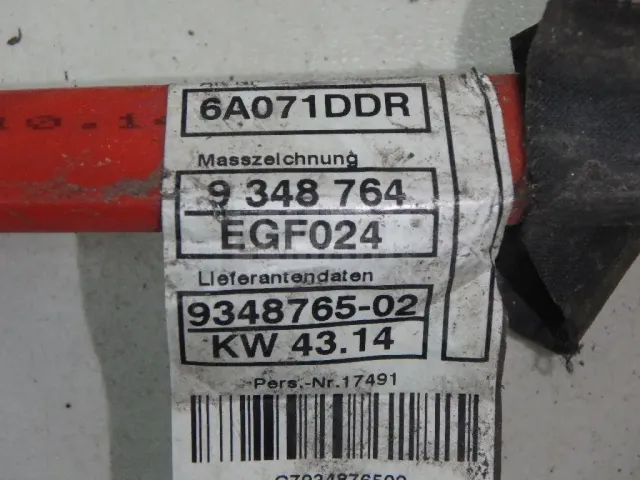 6A071DDR
Masszeichnung
9 348 764
EGF024
Lieferantendaten
9348765-02
KW 43.14
Pers.-Nr.17491